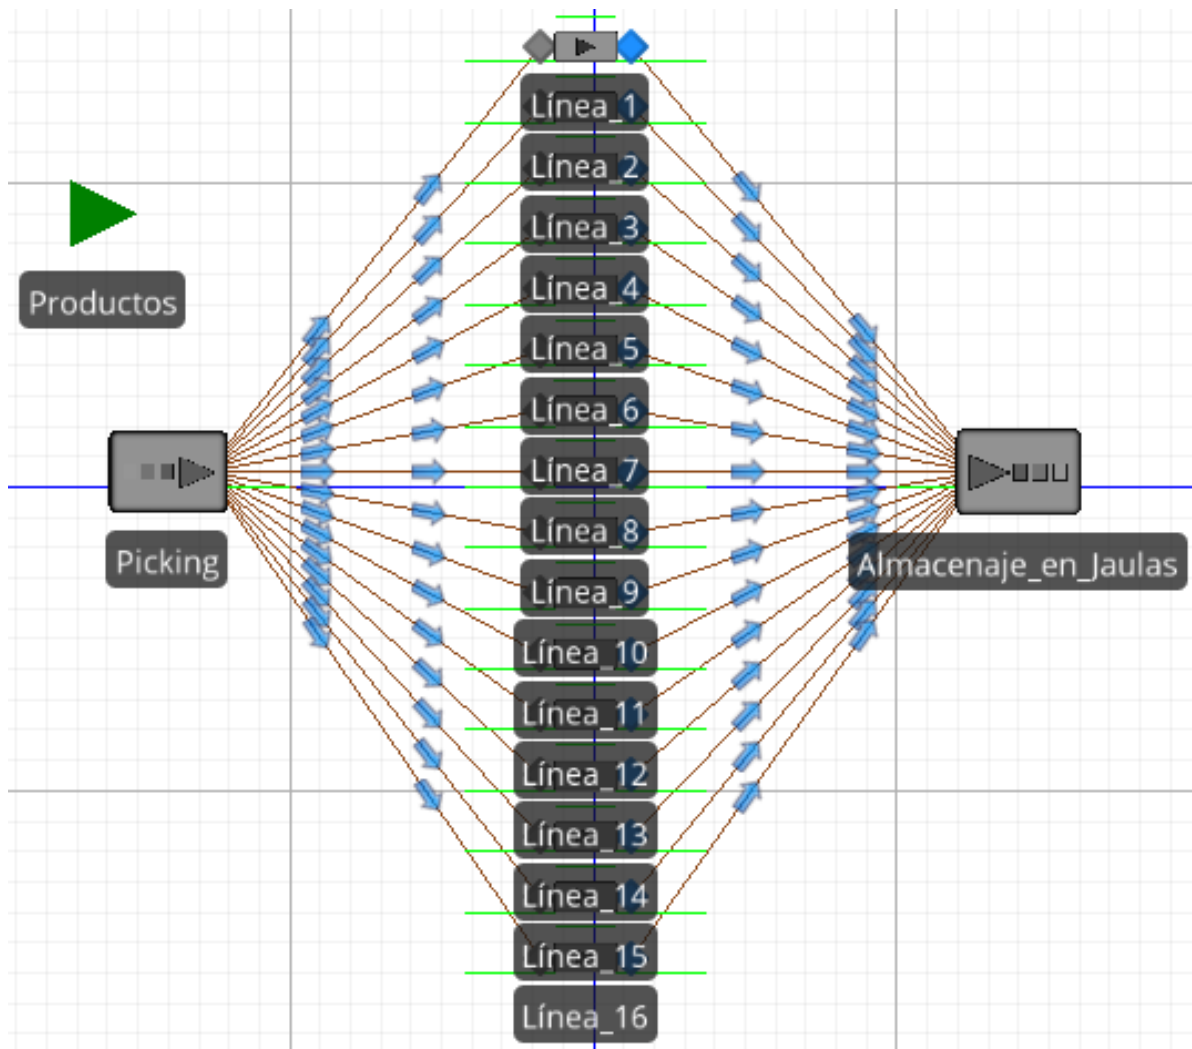 Línea_1
Línea_2
Línea_3
Productos
Línea_4
Línea_5
Línea_6
Línea_7
Línea_8
Picking
Almacenaje_en_Jaulas
Línea_9
Línea_10
Línea_11
Línea_12
Línea_13
Línea_14
Línea_15
Línea_16